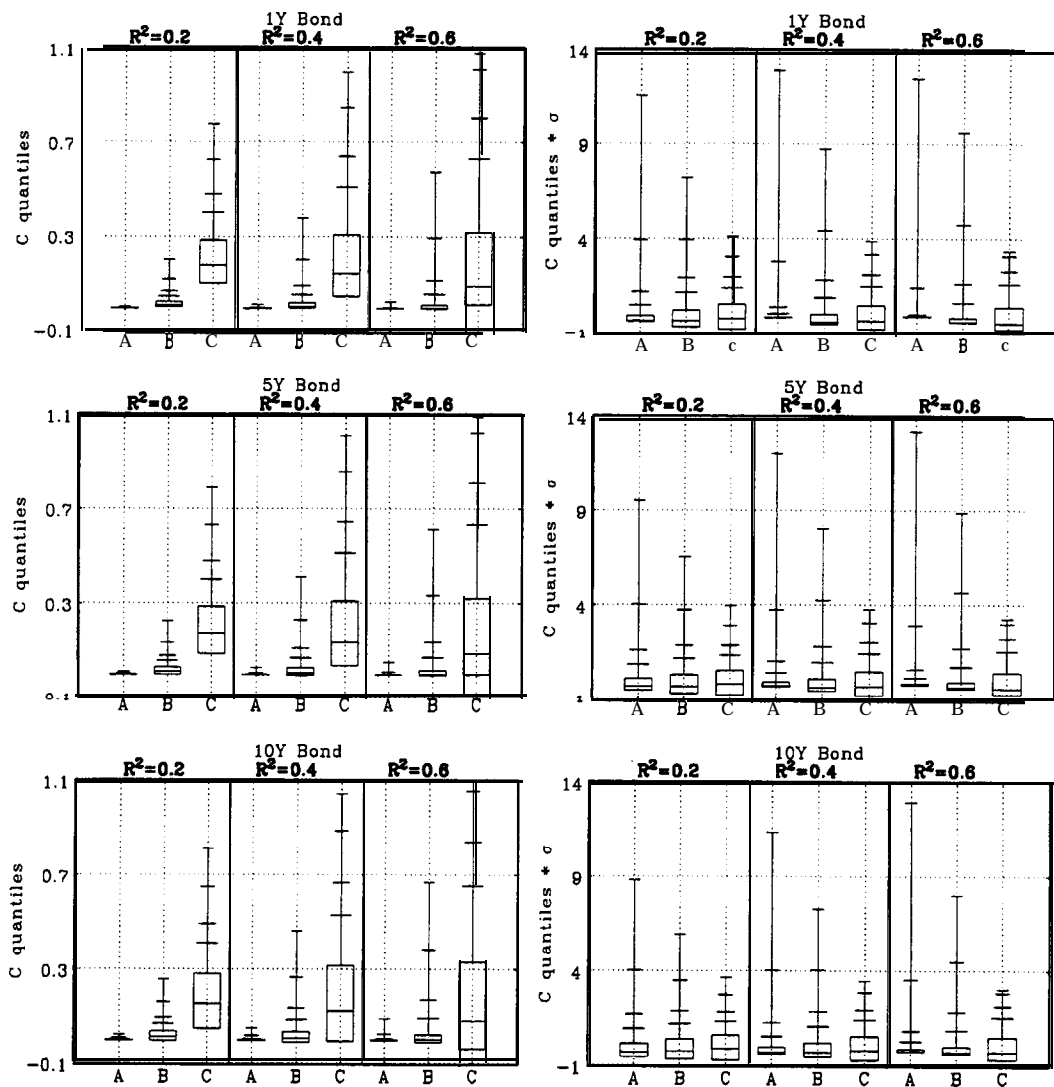 1Y Bond
R²=0.2 R²=0.4 R²=0.6
1.1
0.7
0.3
-0.1
C quantiles
A B C A B C A B C
1Y Bond
R²=0.2 R²=0.4 R²=0.6
14
9
4
-1
C quantiles * σ
A B c A B C A B c
5Y Bond
R²=0.2 R²=0.4 R²=0.6
1.1
0.7
0.3
C quantiles
A B C A B C A B C
5Y Bond
R²=0.2 R²=0.4 R²=0.6
14
9
4
C quantiles * σ
A B C A B C A B C
10Y Bond
R²=0.2 R²=0.4 R²=0.6
1.1
0.7
0.3
-0.1
C quantiles
A B C A B C A B C
10Y Bond
R²=0.2 R²=0.4 R²=0.6
14
9
4
-1
C quantiles * σ
A B C A B C A B C